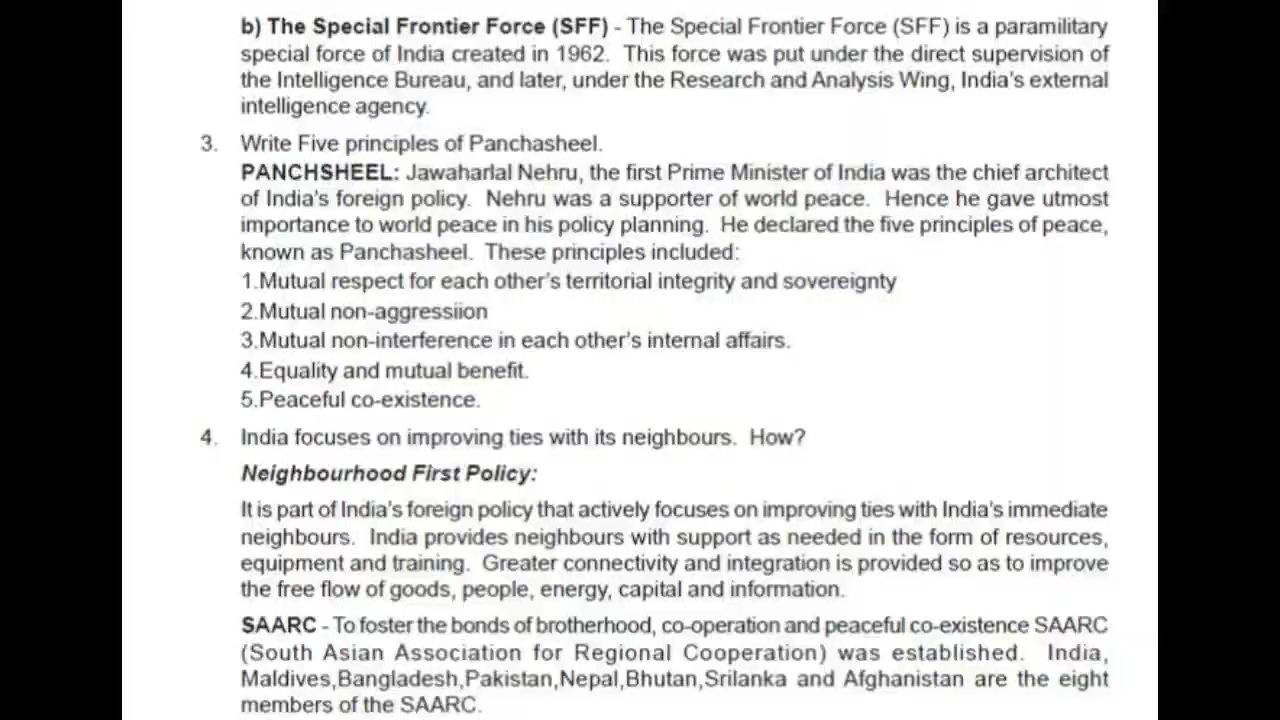 b) The Special Frontier Force (SFF) - The Special Frontier Force (SFF) is a paramilitary
special force of India created in 1962. This force was put under the direct supervision of
the Intelligence Bureau, and later, under the Research and Analysis Wing, India's external
intelligence agency.
3. Write Five principles of Panchasheel.
PANCHSHEEL: Jawaharlal Nehru, the first Prime Minister of India was the chief architect
of India's foreign policy. Nehru was a supporter of world peace. Hence he gave utmost
importance to world peace in his policy planning. He declared the five principles of peace,
known as Panchasheel. These principles included:
1.Mutual respect for each other's territorial integrity and sovereignty
2.Mutual non-aggressiion
3.Mutual non-interference in each other's internal affairs.
4.Equality and mutual benefit.
5.Peaceful co-existence.
4. India focuses on improving ties with its neighbours. How?
Neighbourhood First Policy:
It is part of India's foreign policy that actively focuses on improving ties with India's immediate
neighbours. India provides neighbours with support as needed in the form of resources,
equipment and training. Greater connectivity and integration is provided so as to improve
the free flow of goods, people, energy, capital and information.
SAARC - To foster the bonds of brotherhood, co-operation and peaceful co-existence SAARC
(South Asian Association for Regional Cooperation) was established. India,
Maldives,Bangladesh,Pakistan,Nepal,Bhutan,Srilanka and Afghanistan are the eight
members of the SAARC.